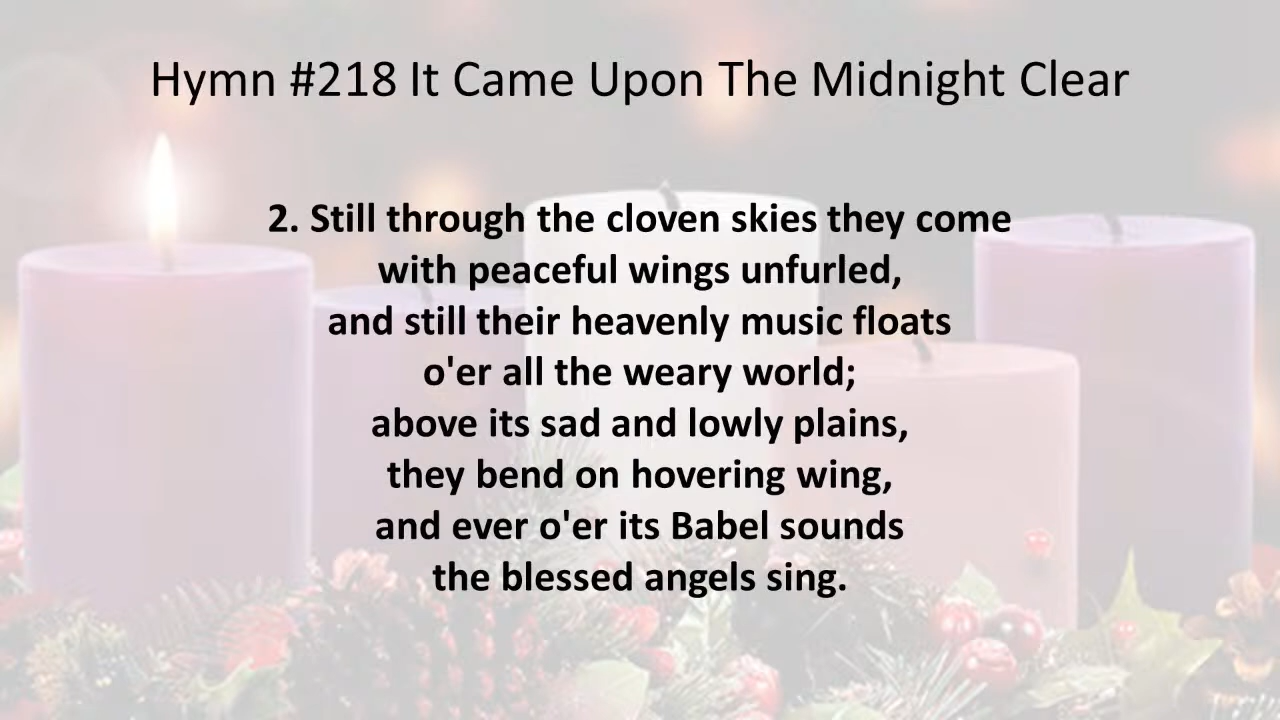 Hymn #218 It Came Upon The Midnight Clear
2. Still through the cloven skies they come
with peaceful wings unfurled,
and still their heavenly music floats
o'er all the weary world;
above its sad and lowly plains,
they bend on hovering wing,
and ever o'er its Babel sounds
the blessed angels sing.